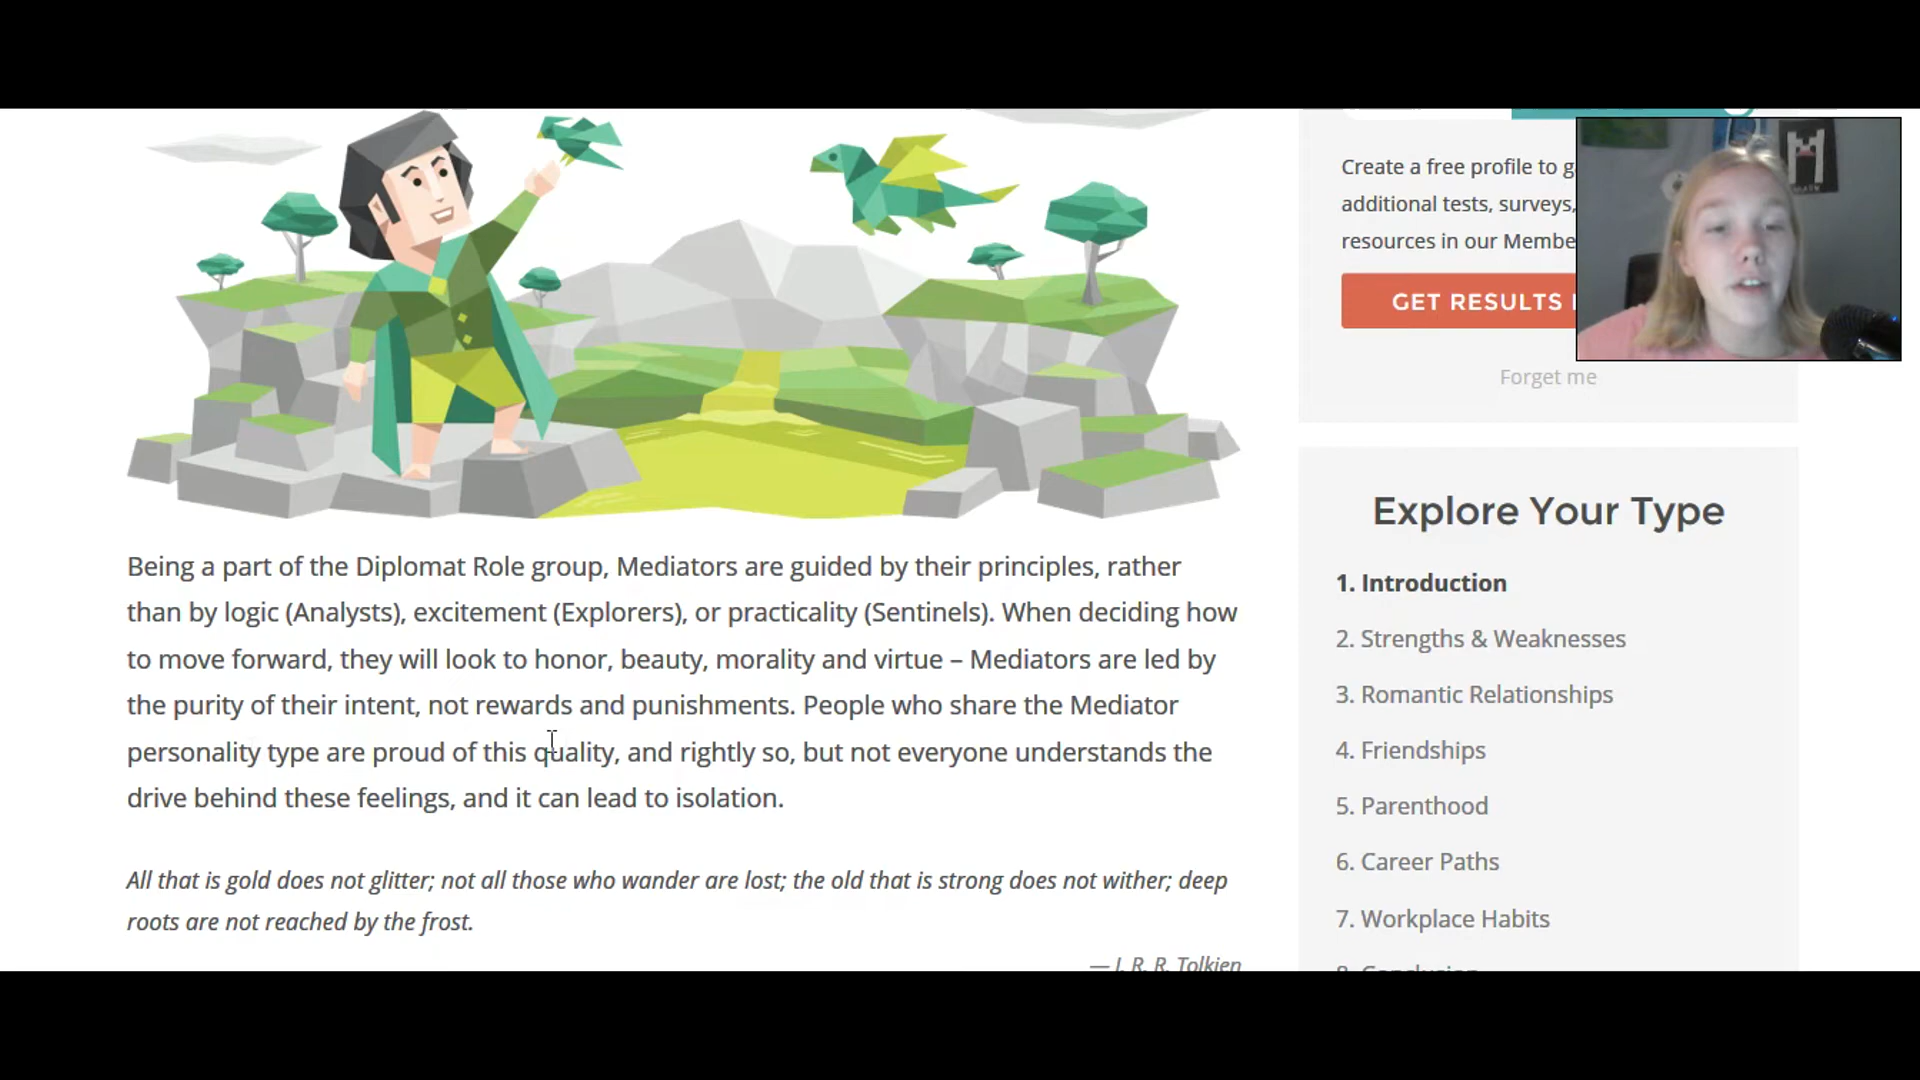 Create a free profile to
additional tests, surveys,
resources in our
GET RESULTS
Forget me
Explore Your Type
1. Introduction
2. Strengths & Weaknesses
3. Romantic Relationships
4. Friendships
5. Parenthood
6. Career Paths
7. Workplace Habits
8. Conclusion
Being a part of the Diplomat Role group, Mediators are guided by their principles, rather
than by logic (Analysts), excitement (Explorers), or practicality (Sentinels). When deciding how
to move forward, they will look to honor, beauty, morality and virtue – Mediators are led by
the purity of their intent, not rewards and punishments. People who share the Mediator
personality type are proud of this quality, and rightly so, but not everyone understands the
drive behind these feelings, and it can lead to isolation.
All that is gold does not glitter; not all those who wander are lost; the old that is strong does not wither; deep
roots are not reached by the frost.
— J. R. R. Tolkien